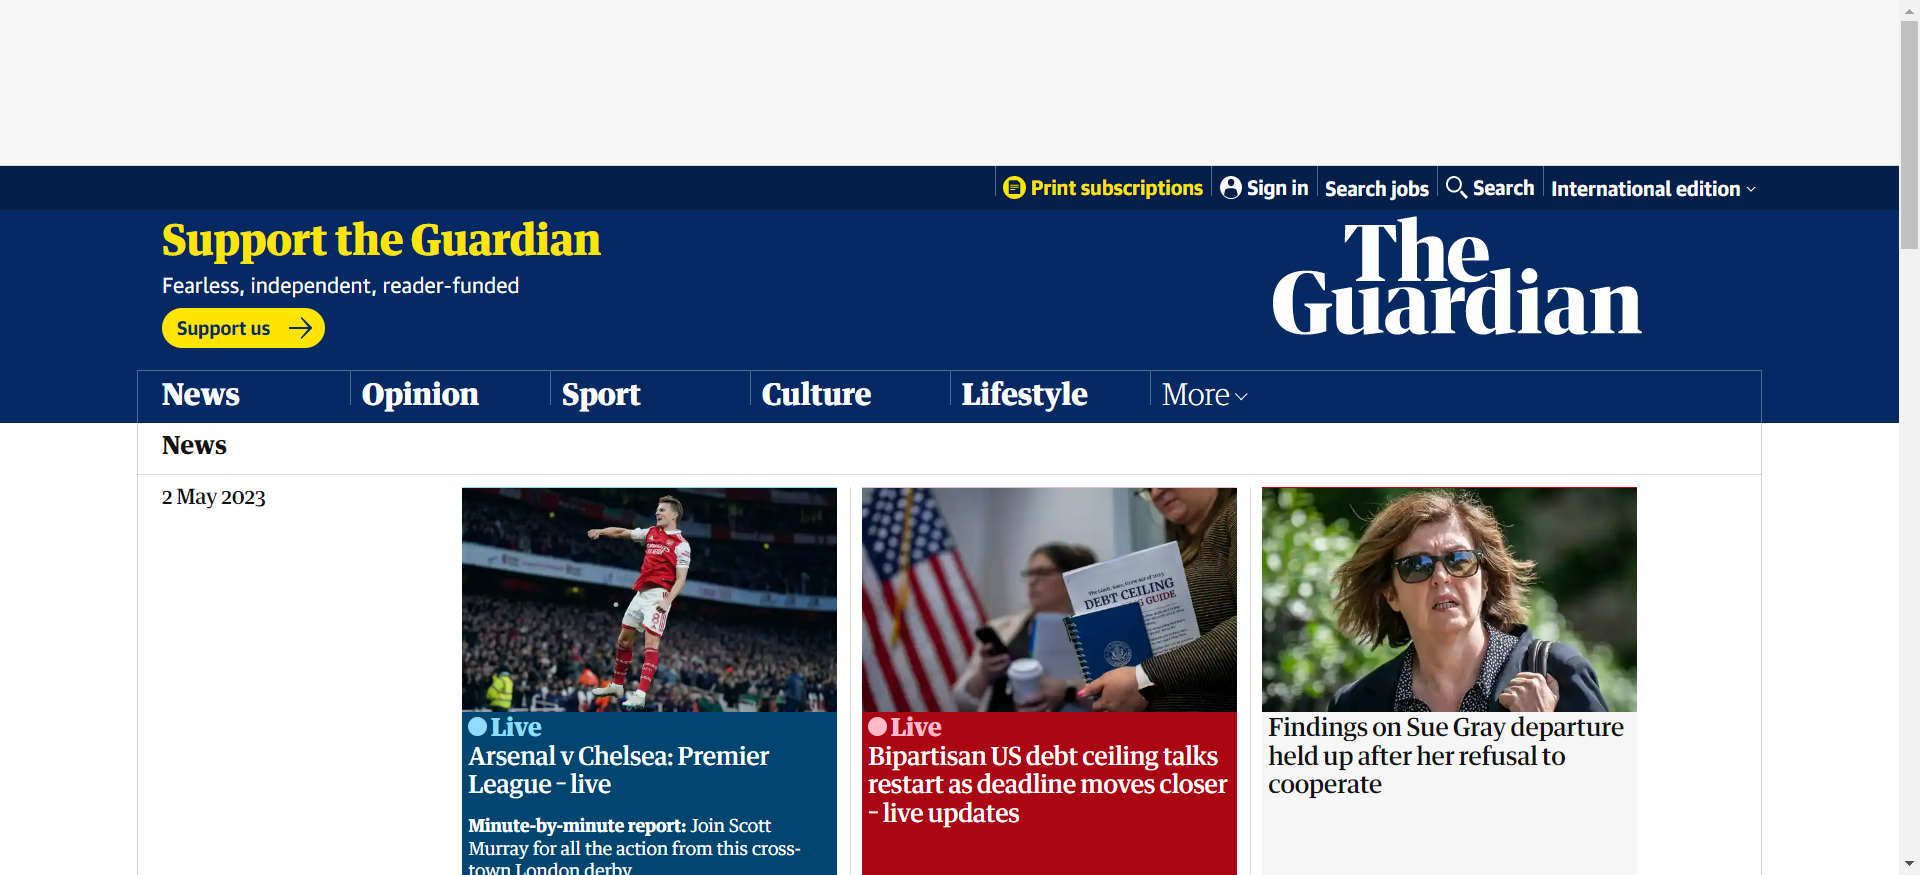 Print subscriptions
Sign in
Search jobs
Search
International edition
Support the Guardian
Fearless, independent, reader-funded
Support us
The
Guardian
News
Opinion
Sport
Culture
Lifestyle
More
News
2 May 2023
DEBT CEILING
G GUIDE
Live
Arsenal v Chelsea: Premier
League – live
Minute-by-minute report: Join Scott
Murray for all the action from this cross-
town London derby
Live
Bipartisan US debt ceiling talks
restart as deadline moves closer
– live updates
Findings on Sue Gray departure
held up after her refusal to
cooperate